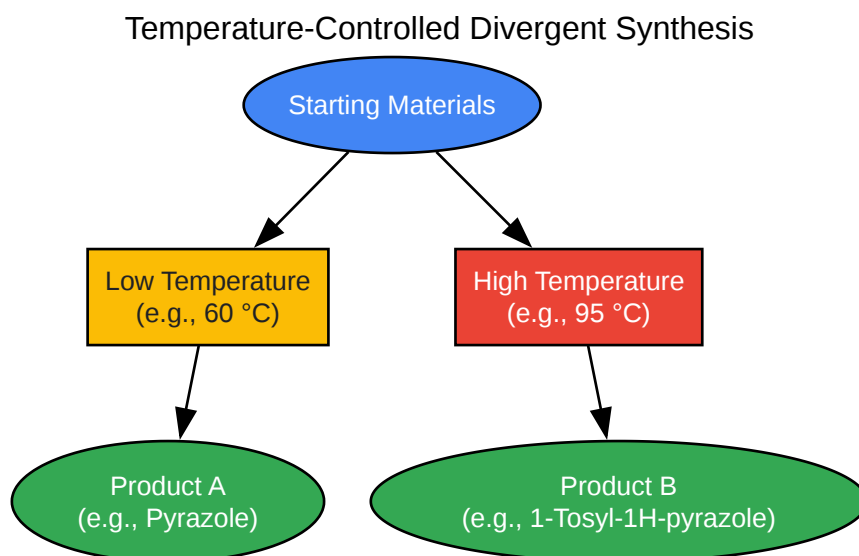 Temperature-Controlled Divergent Synthesis
Starting Materials
Low Temperature
(e.g., 60 °C)
High Temperature
(e.g., 95 °C)
Product A
(e.g., Pyrazole)
Product B
(e.g., 1-Tosyl-1H-pyrazole)